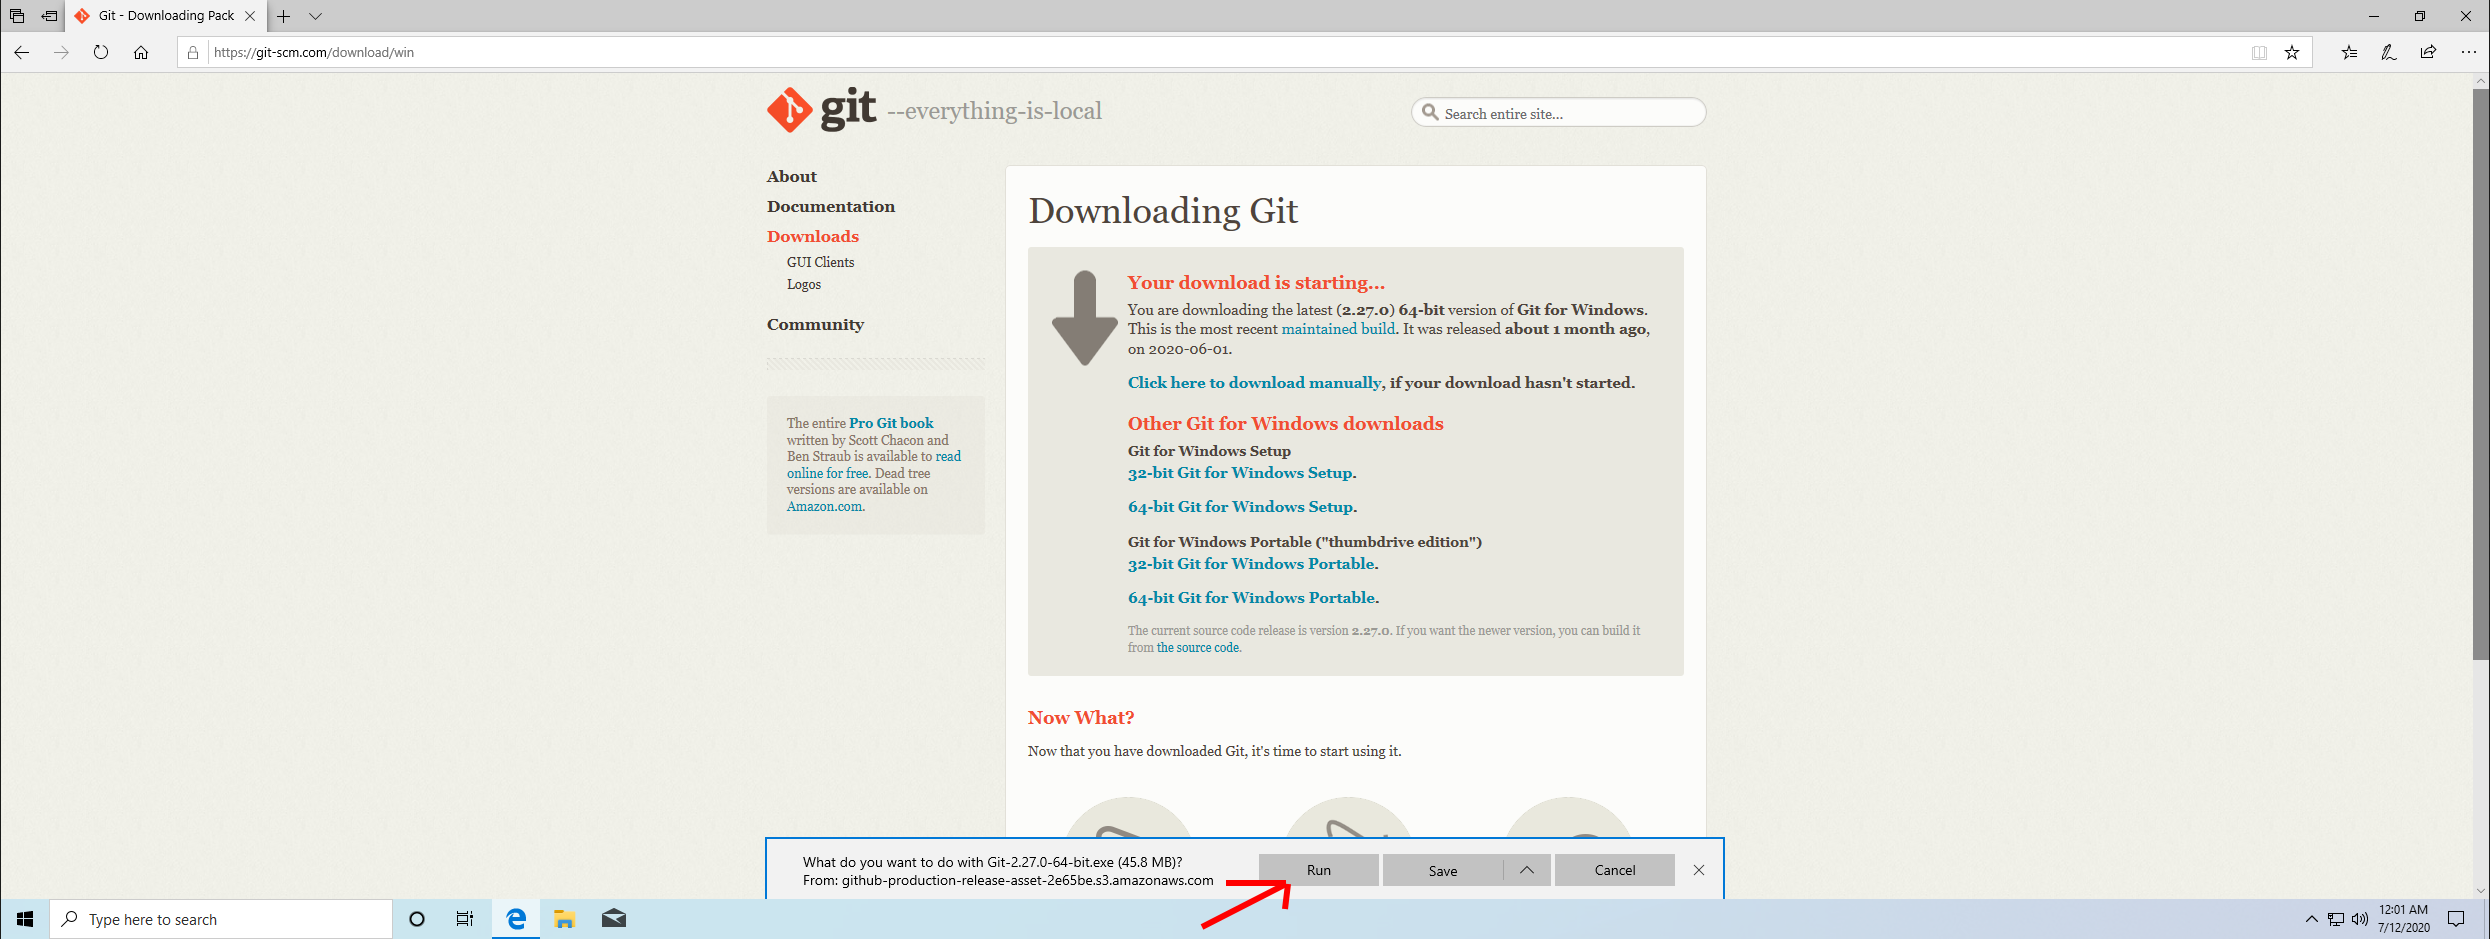 Git - Downloading Pack
https://git-scm.com/download/win
git --everything-is-local
Search entire site...
About
Documentation
Downloads
GUI Clients
Logos
Community
The entire Pro Git book
written by Scott Chacon and
Ben Straub is available to read
online for free. Dead tree
versions are available on
Amazon.com.
Downloading Git
Your download is starting...
You are downloading the latest (2.27.0) 64-bit version of Git for Windows.
This is the most recent maintained build. It was released about 1 month ago,
on 2020-06-01.
Click here to download manually, if your download hasn't started.
Other Git for Windows downloads
Git for Windows Setup
32-bit Git for Windows Setup.
64-bit Git for Windows Setup.
Git for Windows Portable ("thumbdrive edition")
32-bit Git for Windows Portable.
64-bit Git for Windows Portable.
The current source code release is version 2.27.0. If you want the newer version, you can build it
from the source code.
Now What?
Now that you have downloaded Git, it's time to start using it.
What do you want to do with Git-2.27.0-64-bit.exe (45.8 MB)?
From: github-production-release-asset-2e65be.s3.amazonaws.com
Run
Save
Cancel
Type here to search
12:01 AM
7/12/2020